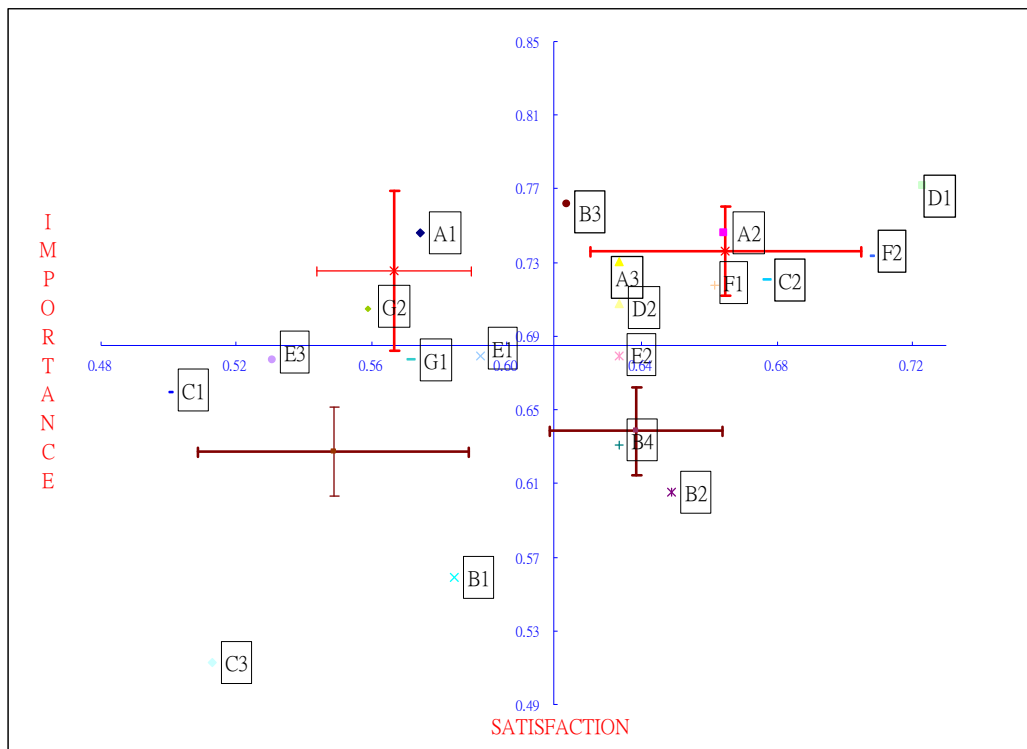 0.85
0.81
0.77
D1
B3
I
M
P
O
R
T
A
N
C
E
A1
A2
F2
0.73
A3
F1
C2
G2
D2
0.69
E3
G1
E1
E2
0.48
0.52
0.56
0.60
0.64
0.68
0.72
C1
0.65
B4
0.61
B2
B1
0.57
0.53
C3
0.49
SATISFACTION